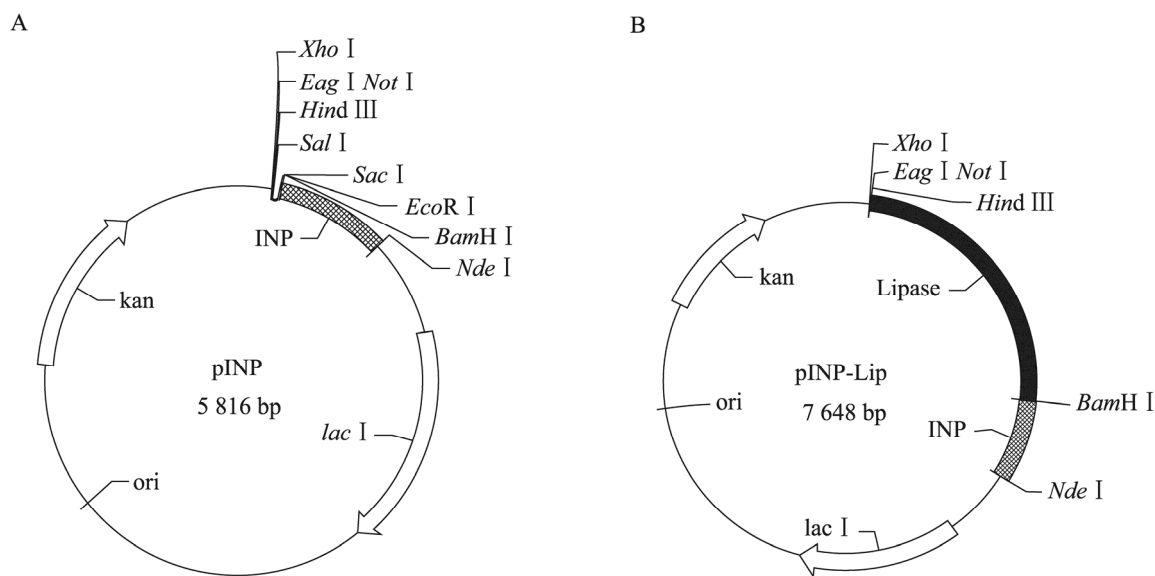 A
Xho Ⅰ
Eag Ⅰ Not Ⅰ
Hind Ⅲ
Sal Ⅰ
Sac Ⅰ
EcoR Ⅰ
BamH Ⅰ
Nde Ⅰ
INP
kan
pINP
5 816 bp
lac Ⅰ
ori
B
Xho Ⅰ
Eag Ⅰ Not Ⅰ
Hind Ⅲ
kan
Lipase
pINP-Lip
7 648 bp
ori
BamH Ⅰ
INP
Nde Ⅰ
lac Ⅰ